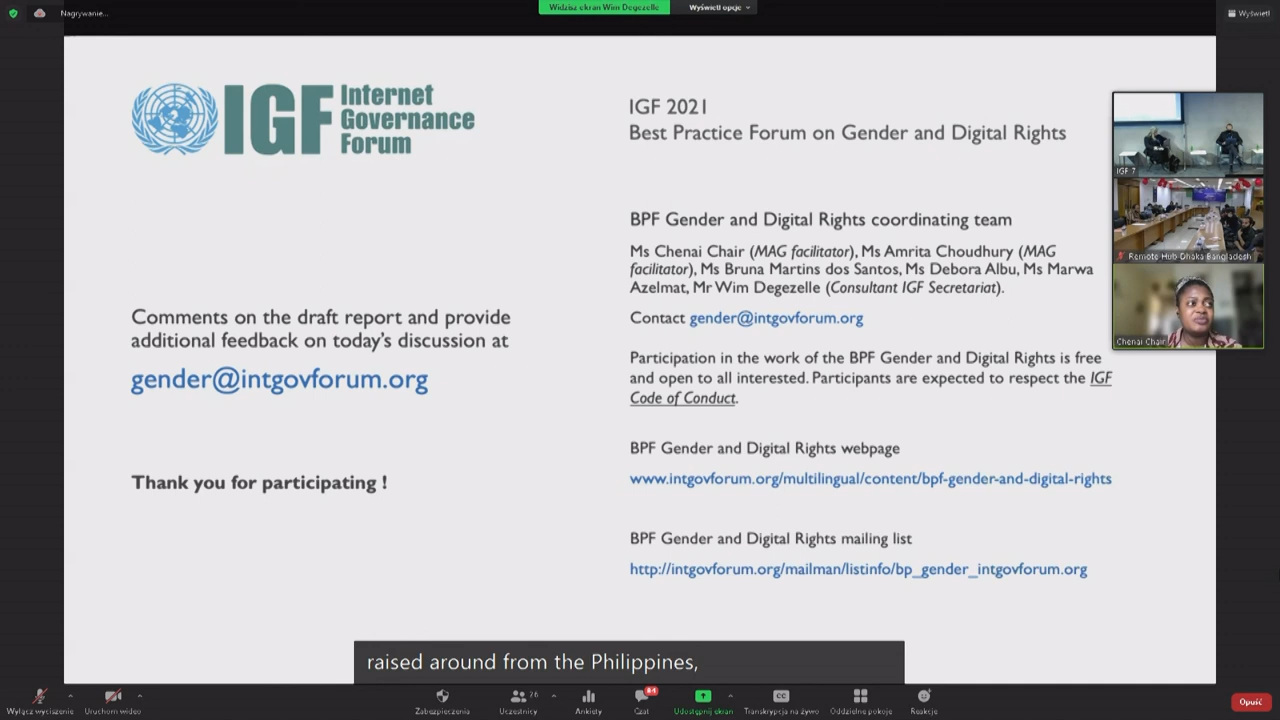 Nagrywanie...
Widzisz ekran Wim Degezelle
Wyświetl opcje
Wyświetl
IGF
Internet
Governance
Forum
Comments on the draft report and provide
additional feedback on today's discussion at
gender@intgovforum.org
Thank you for participating !
IGF 2021
Best Practice Forum on Gender and Digital Rights
BPF Gender and Digital Rights coordinating team
Ms Chenai Chair (MAG facilitator), Ms Amrita Choudhury (MAG
facilitator), Ms Bruna Martins dos Santos, Ms Debora Albu, Ms Marwa
Azelmat, Mr Wim Degezelle (Consultant IGF Secretariat).
Contact gender@intgovforum.org
Participation in the work of the BPF Gender and Digital Rights is free
and open to all interested. Participants are expected to respect the IGF
Code of Conduct.
BPF Gender and Digital Rights webpage
www.intgovforum.org/multilingual/content/bpf-gender-and-digital-rights
BPF Gender and Digital Rights mailing list
http://intgovforum.org/mailman/listinfo/bp_gender_intgovforum.org
IGF 7
Remote Hub Dhaka Bangladesh
Chenai Chair
raised around from the Philippines,
Wyłącz wyciszenie
Uruchom wideo
Zabezpieczenia
Uczestnicy
76
Ankiety
Czat
84
Udostępnij ekran
CC
Transkrypcja na żywo
Oddzielne pokoje
Reakcje
Opuść